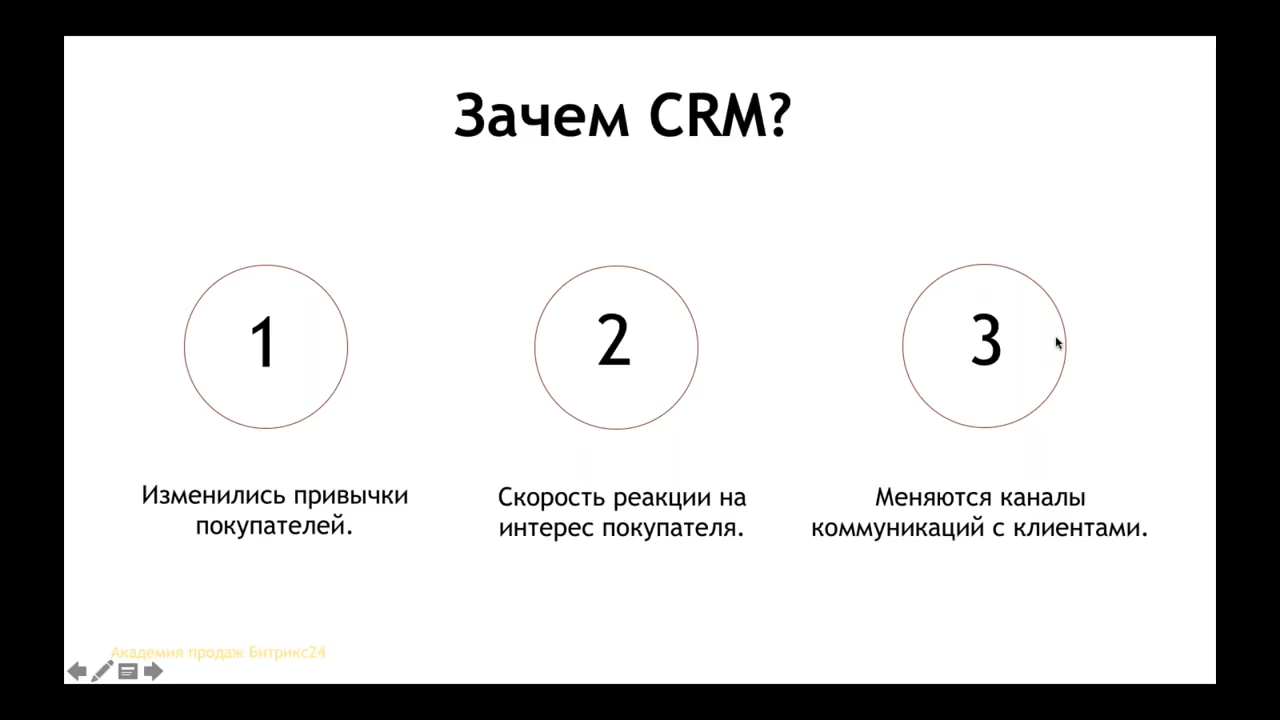 Зачем CRM?
1
2
3
Изменились привычки
покупателей.
Скорость реакции на
интерес покупателя.
Меняются каналы
коммуникаций с клиентами.
Академия продаж Битрикс24